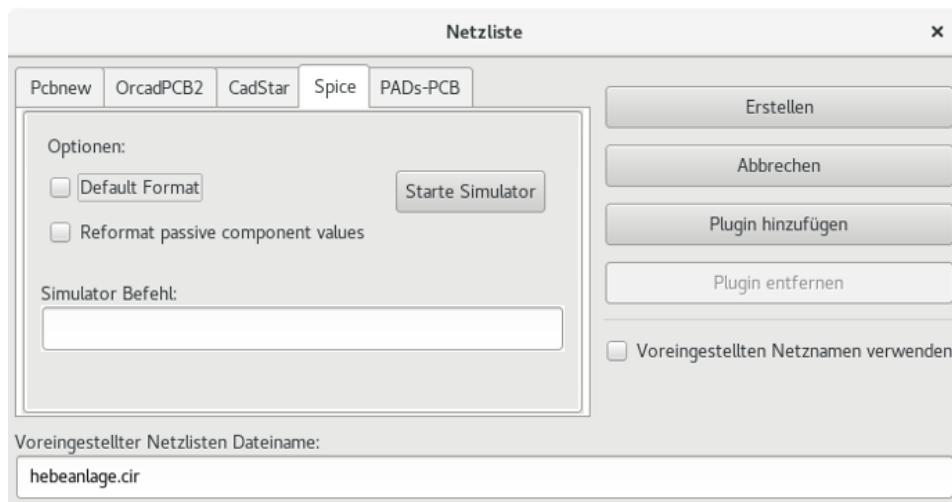 Netzliste
Pcbnew OrcadPCB2 CadStar Spice PADs-PCB
Erstellen
Optionen:
Abbrechen
Default Format
Starte Simulator
Plugin hinzufügen
Reformat passive component values
Plugin entfernen
Simulator Befehl:
Voreingestellten Netznamen verwenden
Voreingestellter Netzlisten Dateiname:
hebeanlage.cir